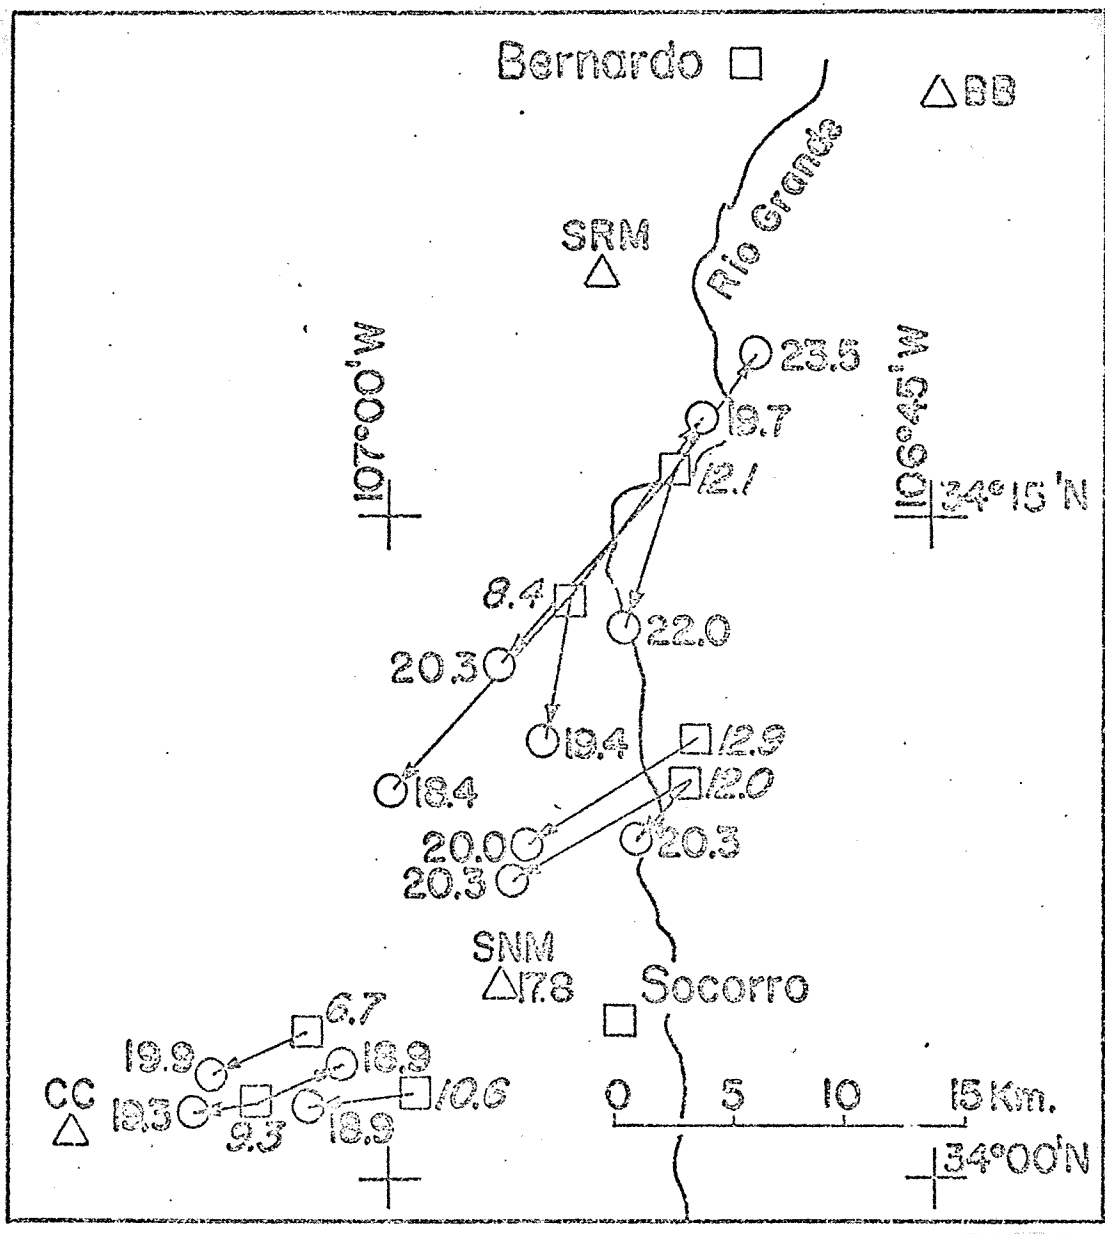 Bernardo
BB
Rio Grande
SRM
107°00'W
23.5
106°45'W
19.7
12.1
34°15'N
8.4
22.0
20.3
19.4
12.9
18.4
12.0
20.0
20.3
20.3
SNM
17.8
Socorro
6.7
19.9
18.9
CC
10.6
19.3
9.3
18.9
0 5 10 15 Km.
34°00'N